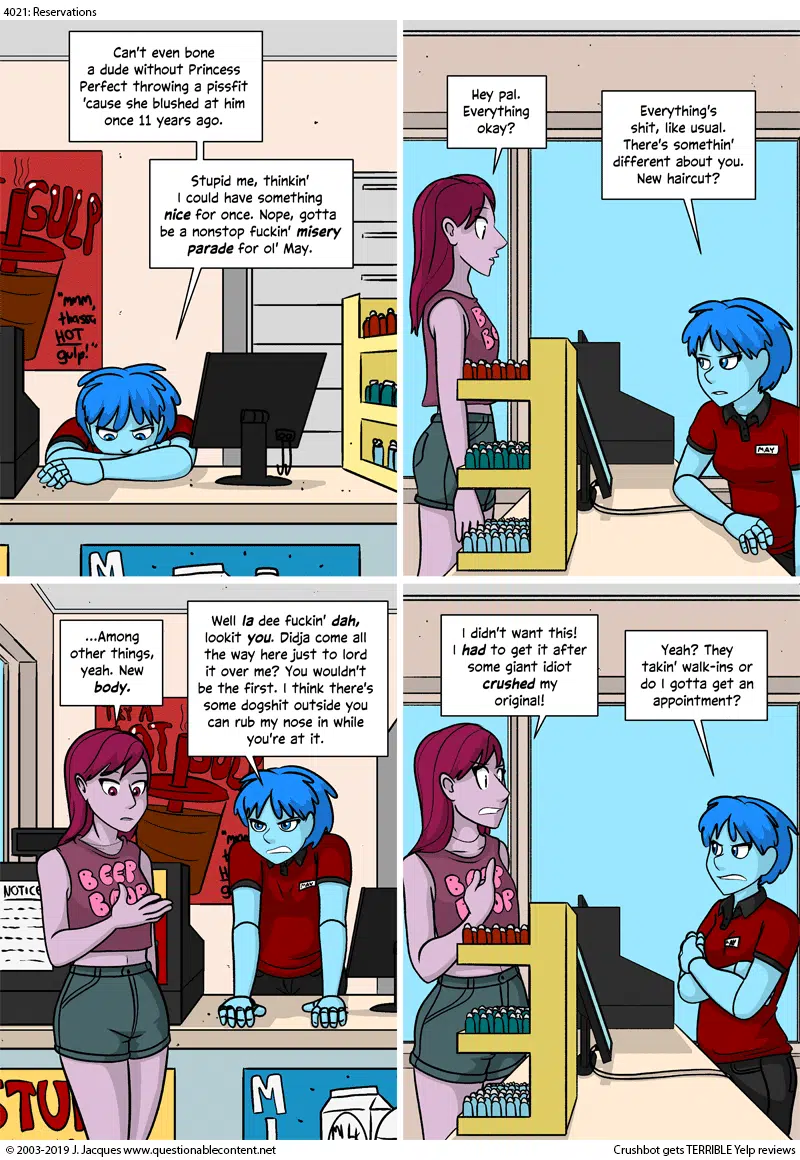 4021: Reservations
Can't even bone
a dude without Princess
Perfect throwing a pissfit
'cause she blushed at him
once 11 years ago.
Stupid me, thinkin'
I could have something
nice for once. Nope, gotta
be a nonstop fuckin' misery
parade for ol' May.
GULP
"mmm,
HOT
gulp!"
M
Hey pal.
Everything
okay?
Everything's
shit, like usual.
There's somethin'
different about you.
New haircut?
MAY
...Among
other things,
yeah. New
body.
Well la dee fuckin' dah,
lookit you. Didja come all
the way here just to lord
it over me? You wouldn't
be the first. I think there's
some dogshit outside you
can rub my nose in while
you're at it.
BEEP
BOUP
MAY
NOTICE
STU
M
I didn't want this!
I had to get it after
some giant idiot
crushed my
original!
Yeah? They
takin' walk-ins or
do I gotta get an
appointment?
© 2003-2019 J. Jacques www.questionablecontent.net
Crushbot gets TERRIBLE Yelp reviews